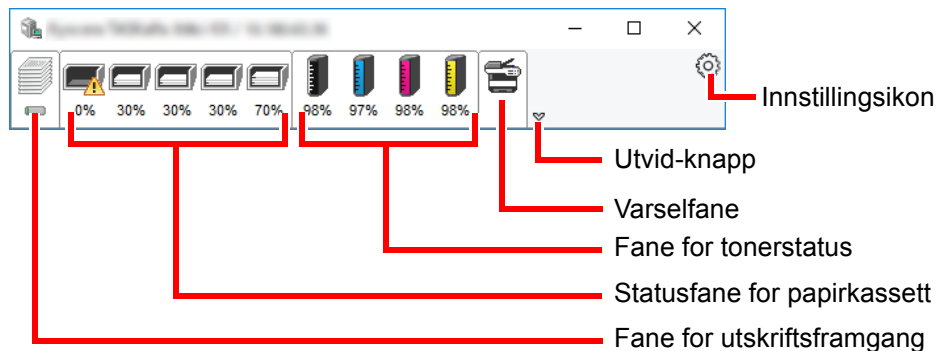 0% 30% 30% 30% 70% 98% 97% 98% 98%
Innstillingsikon
Utvid-knapp
Varselfane
Fane for tonerstatus
Statusfane for papirkassett
Fane for utskriftsframgang